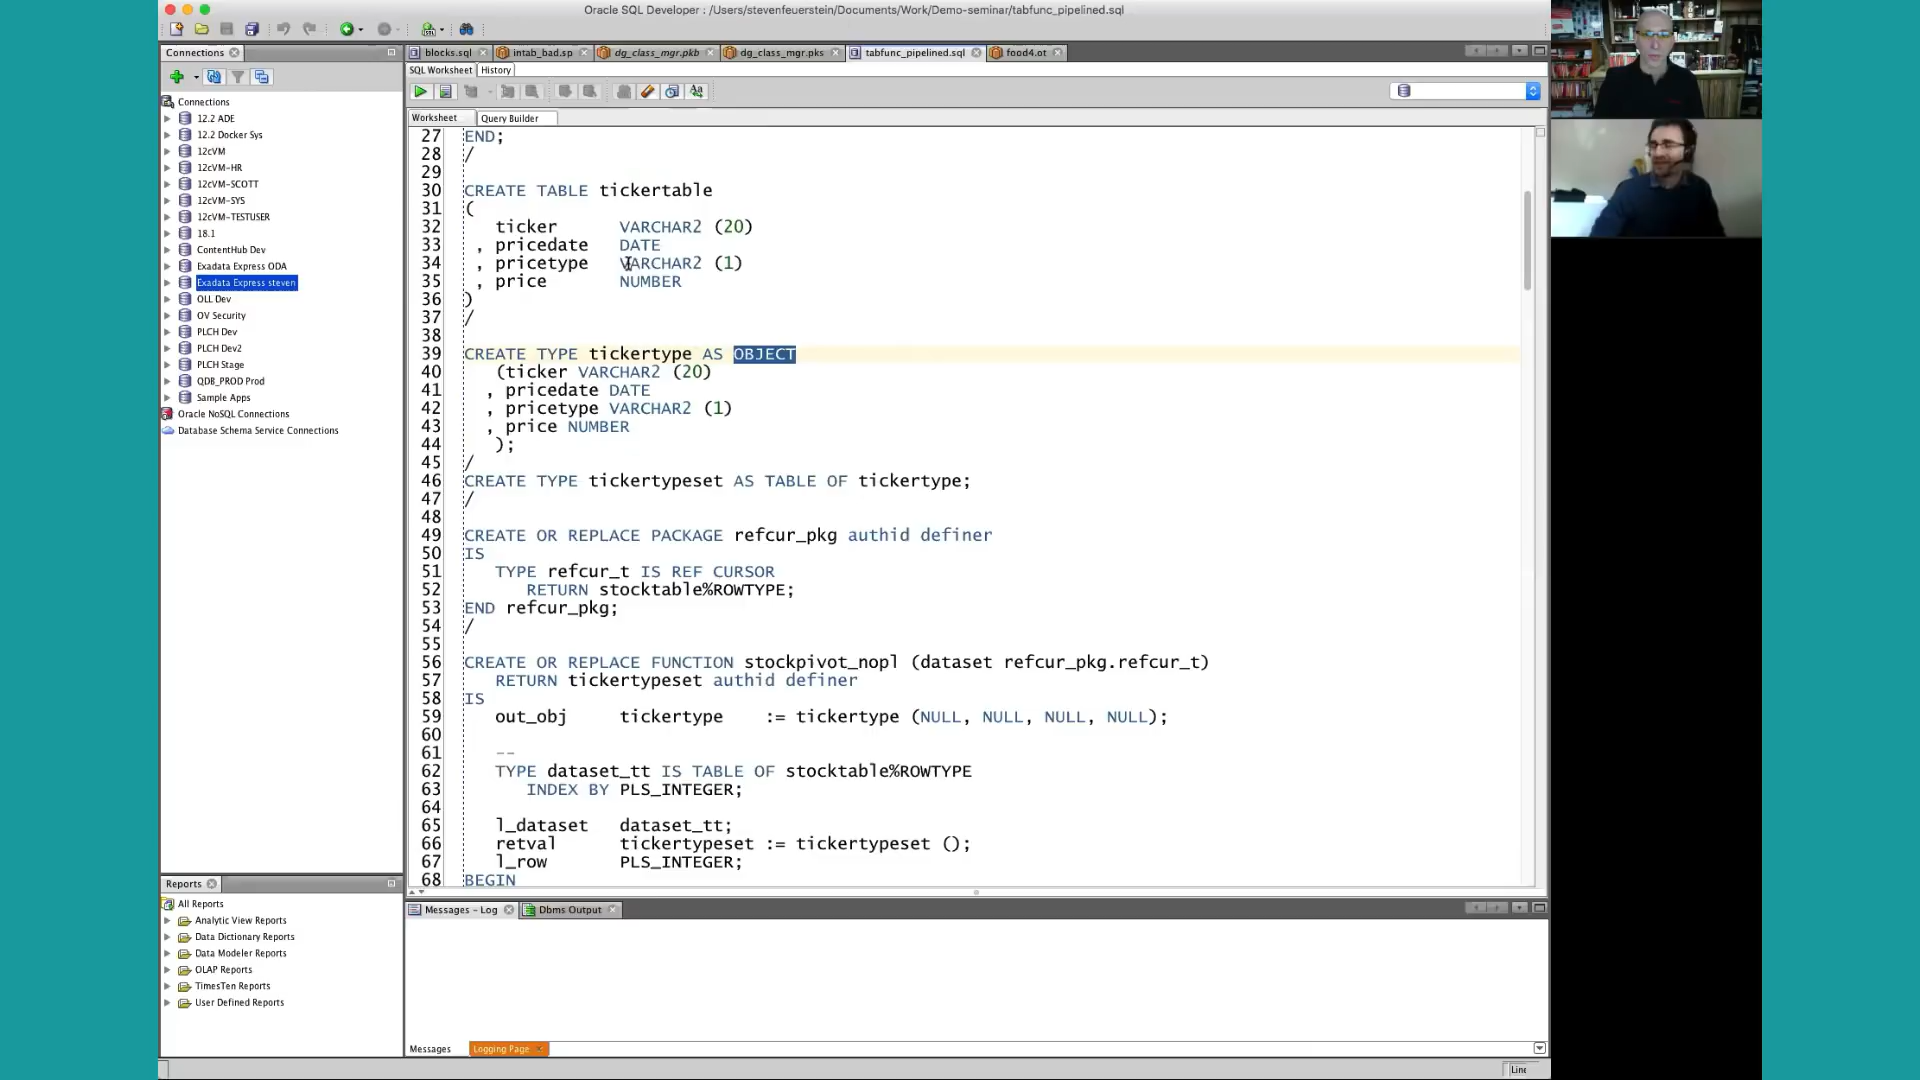 Oracle SQL Developer : /Users/stevenfeuerstein/Documents/Work/Demo-seminar/tabfunc_pipelined.sql
Connections
Connections
12.2 ADE
12.2 Docker Sys
12cVM
12cVM-HR
12cVM-SCOTT
12cVM-SYS
12cVM-TESTUSER
18.1
ContentHub Dev
Exadata Express ODA
Exadata Express steven
OLL Dev
OV Security
PLCH Dev
PLCH Dev2
PLCH Stage
QDB_PROD Prod
Sample Apps
Oracle NoSQL Connections
Database Schema Service Connections
Reports
All Reports
Analytic View Reports
Data Dictionary Reports
Data Modeler Reports
OLAP Reports
TimesTen Reports
User Defined Reports
blocks.sql intab_bad.sp dg_class_mgr.pkb dg_class_mgr.pks tabfunc_pipelined.sql food4.ot
SQL Worksheet History
Aa
Worksheet Query Builder
27 END;
28 /
29
30 CREATE TABLE tickertable
31 (
32 ticker VARCHAR2 (20)
33 , pricedate DATE
34 , pricetype VARCHAR2 (1)
35 , price NUMBER
36 )
37 /
38
39 CREATE TYPE tickertype AS OBJECT
40 (ticker VARCHAR2 (20)
41 , pricedate DATE
42 , pricetype VARCHAR2 (1)
43 , price NUMBER
44 );
45 /
46 CREATE TYPE tickertypeset AS TABLE OF tickertype;
47 /
48
49 CREATE OR REPLACE PACKAGE refcur_pkg authid definer
50 IS
51 TYPE refcur_t IS REF CURSOR
52 RETURN stocktable%ROWTYPE;
53 END refcur_pkg;
54 /
55
56 CREATE OR REPLACE FUNCTION stockpivot_nopl (dataset refcur_pkg.refcur_t)
57 RETURN tickertypeset authid definer
58 IS
59 out_obj tickertype := tickertype (NULL, NULL, NULL, NULL);
60
61 --
62 TYPE dataset_tt IS TABLE OF stocktable%ROWTYPE
63 INDEX BY PLS_INTEGER;
64
65 l_dataset dataset_tt;
66 retval tickertypeset := tickertypeset ();
67 l_row PLS_INTEGER;
68 BEGIN
Messages - Log Dbms Output
Messages Logging Page
Line